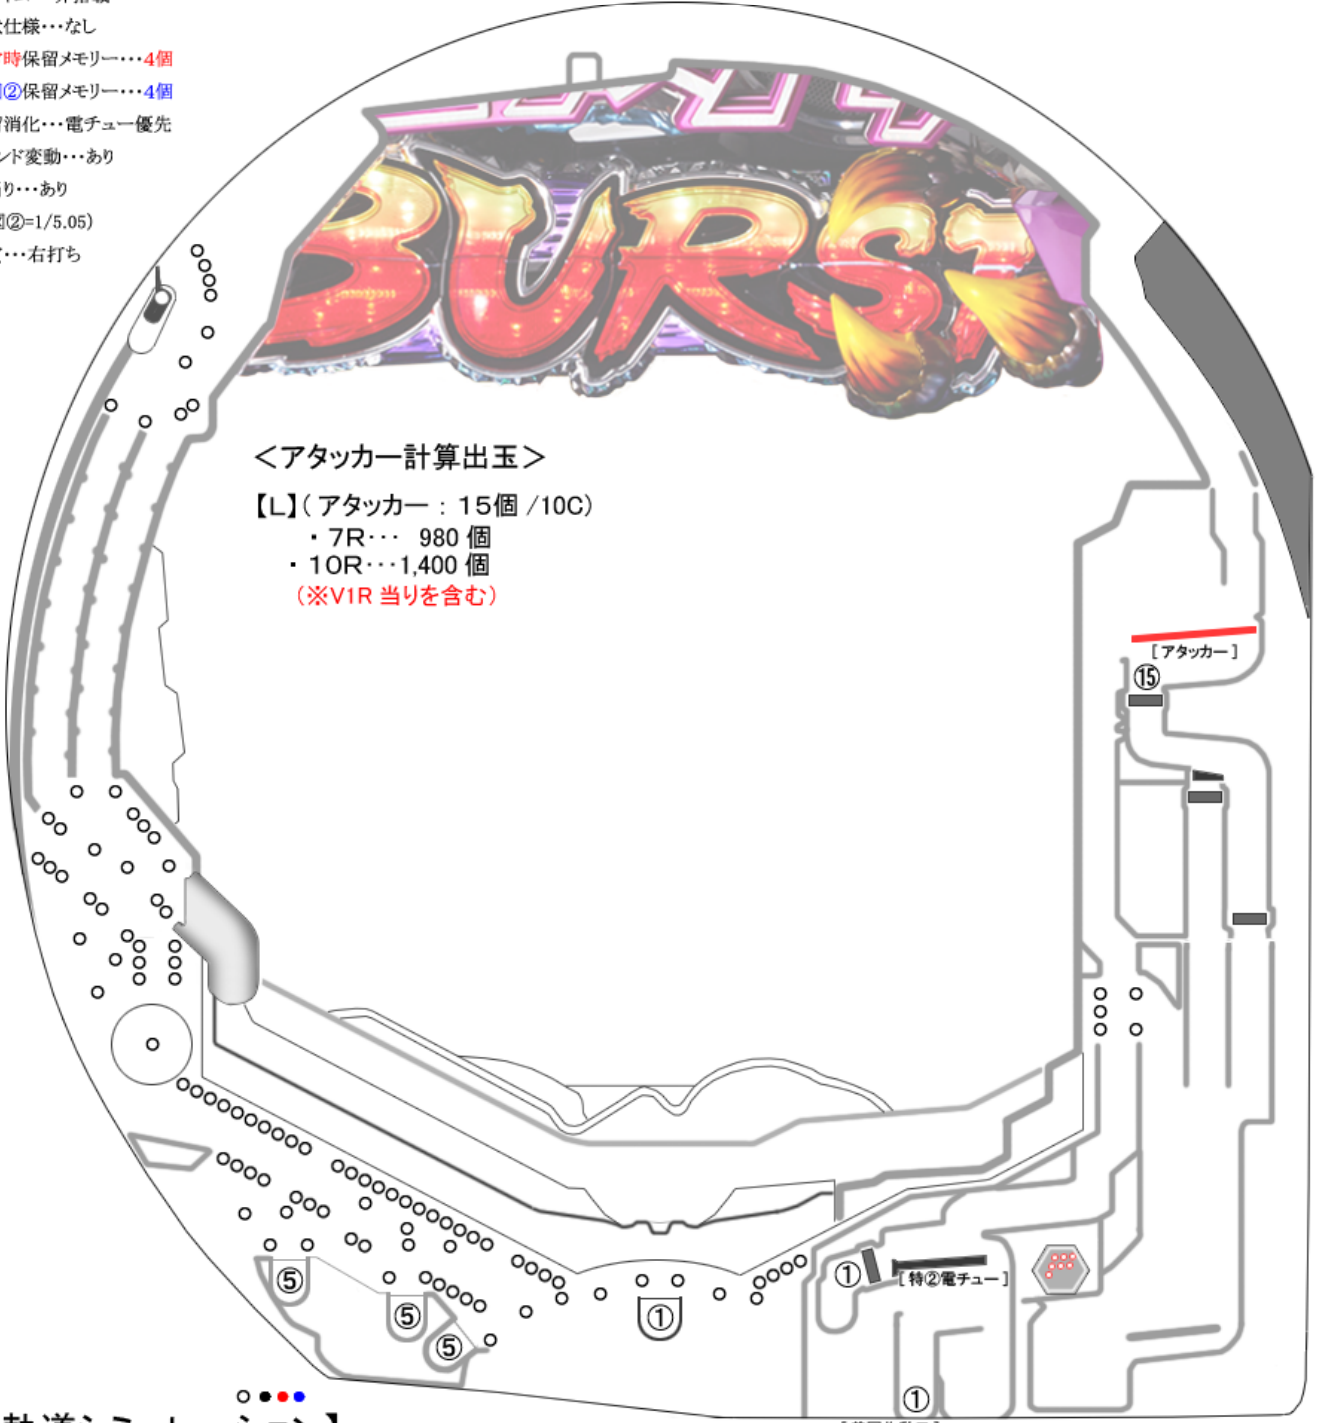 仕様･･･なし
時保留メモリー･･･4個
②保留メモリー･･･4個
消化･･･電チュー優先
ンド変動･･･あり
り･･･あり
②=1/5.05)
･･･右打ち
BURST
＜アタッカー計算出玉＞
【L】( アタッカー : 15個 /10C)
・7R･･･ 980 個
・10R･･･1,400 個
(※V1R 当りを含む)
[ アタッカー ]
⑮
①
[ 特②電チュー ]
⑤
⑤
⑤
①
①